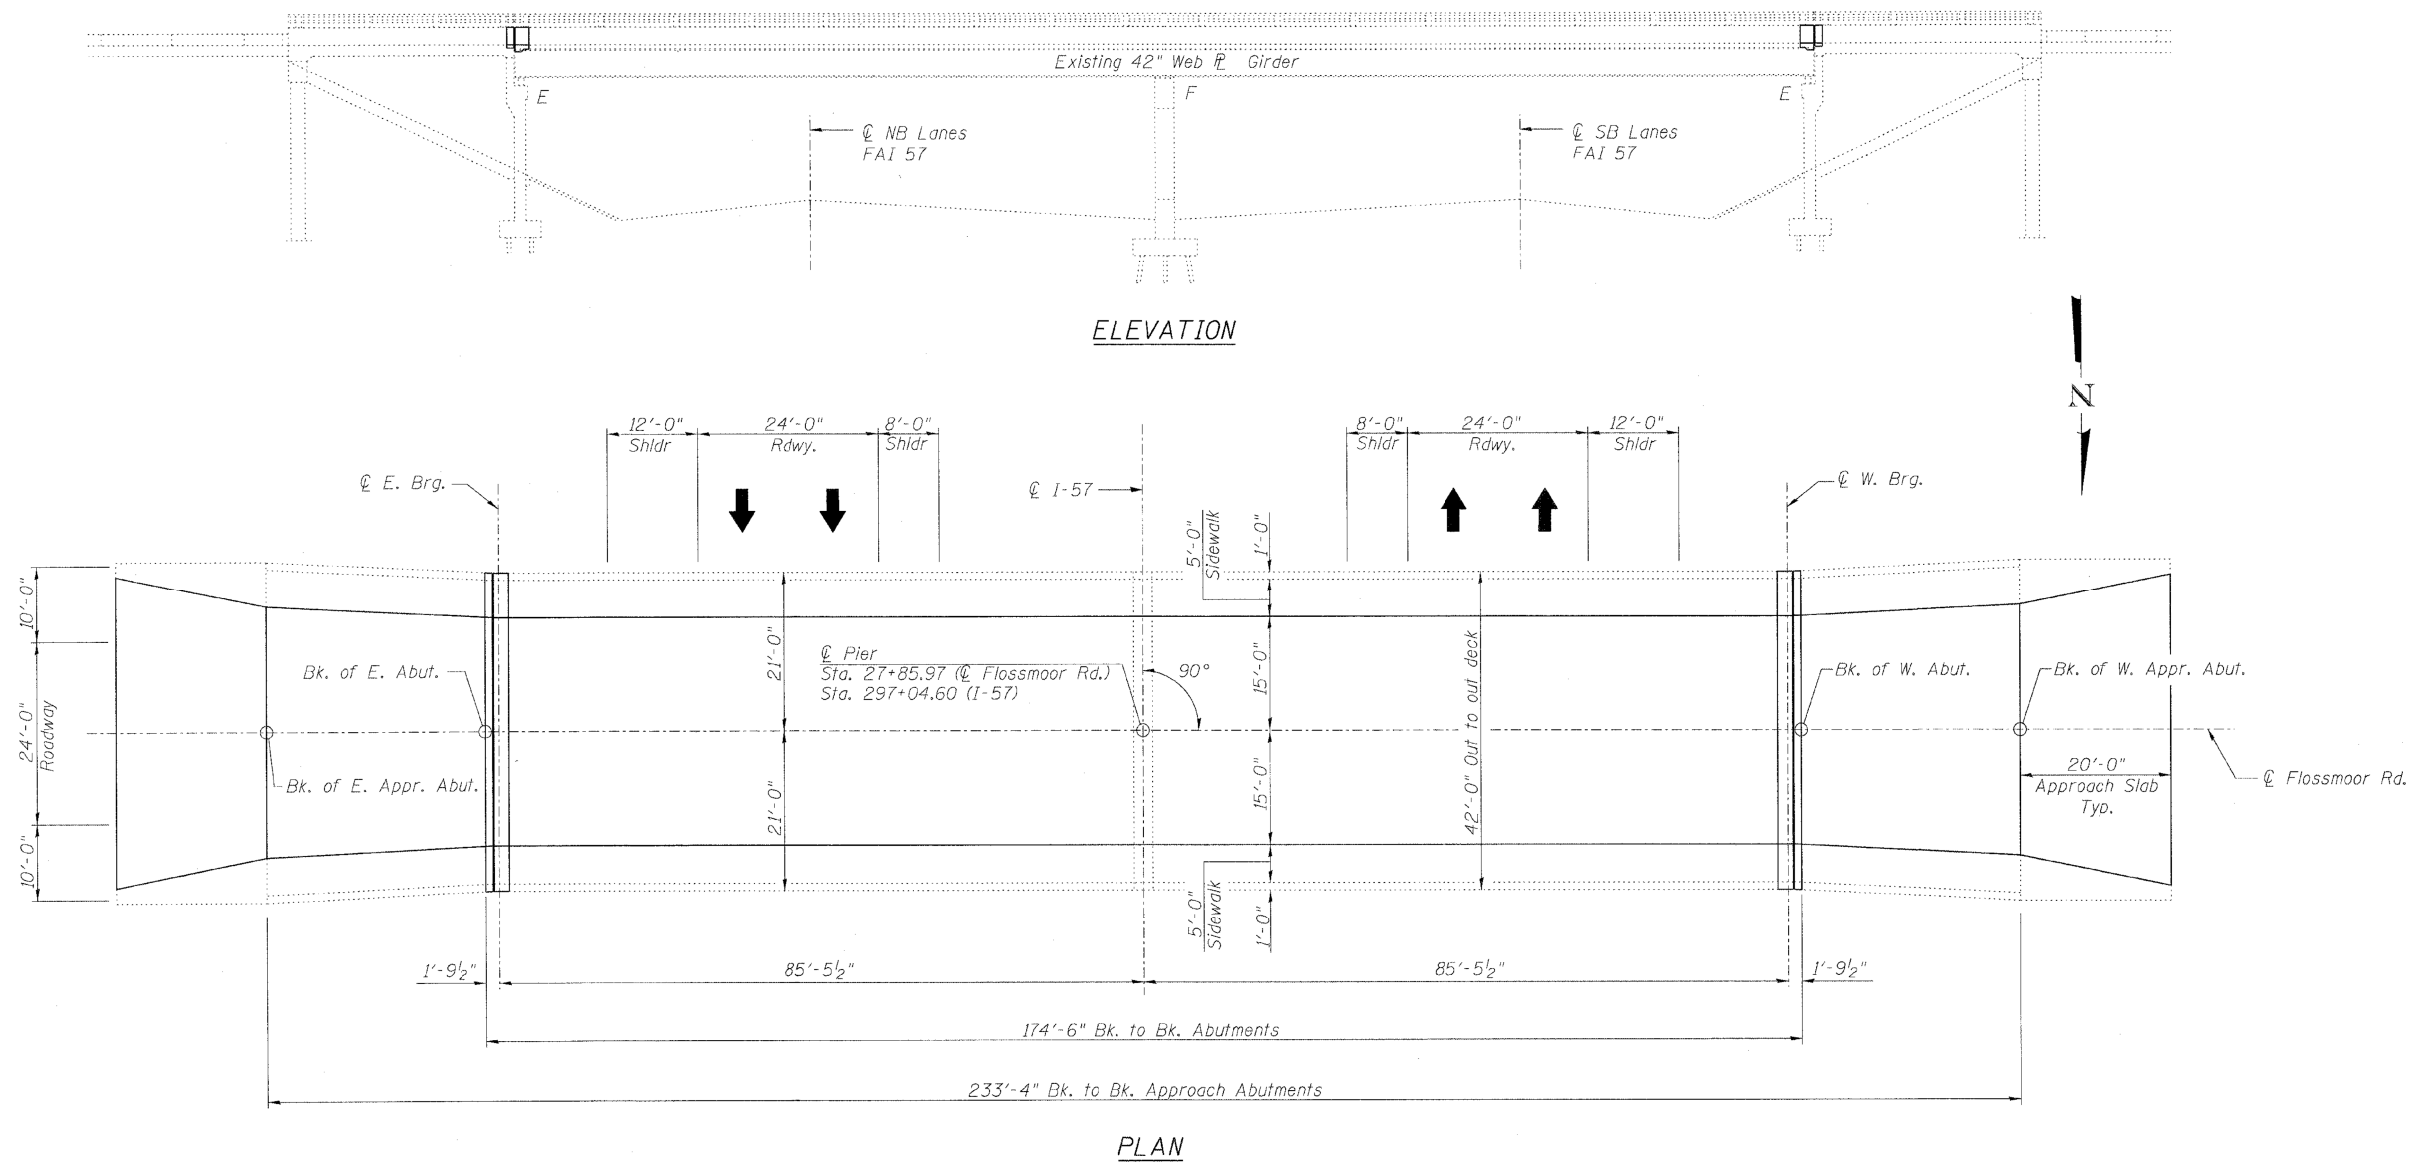 Existing 42" Web ℄ Girder
E
F
E
℄ NB Lanes
FAI 57
℄ SB Lanes
FAI 57
ELEVATION
N
12'-0"
Shldr
24'-0"
Rdwy.
8'-0"
Shldr
8'-0"
Shldr
24'-0"
Rdwy.
12'-0"
Shldr
℄ E. Brg.
℄ I-57
℄ W. Brg.
5'-0"
Sidewalk
1'-0"
10'-0"
24'-0"
Roadway
10'-0"
Bk. of E. Abut.
21'-0"
℄ Pier
Sta. 27+85.97 (℄ Flossmoor Rd.)
Sta. 297+04.60 (I-57)
90°
15'-0"
42'-0" Out to out deck
Bk. of W. Abut.
Bk. of W. Appr. Abut.
Bk. of E. Appr. Abut.
21'-0"
15'-0"
20'-0"
Approach Slab
Typ.
℄ Flossmoor Rd.
5'-0"
Sidewalk
1'-0"
1'-9½"
85'-5½"
85'-5½"
1'-9½"
174'-6" Bk. to Bk. Abutments
233'-4" Bk. to Bk. Approach Abutments
PLAN